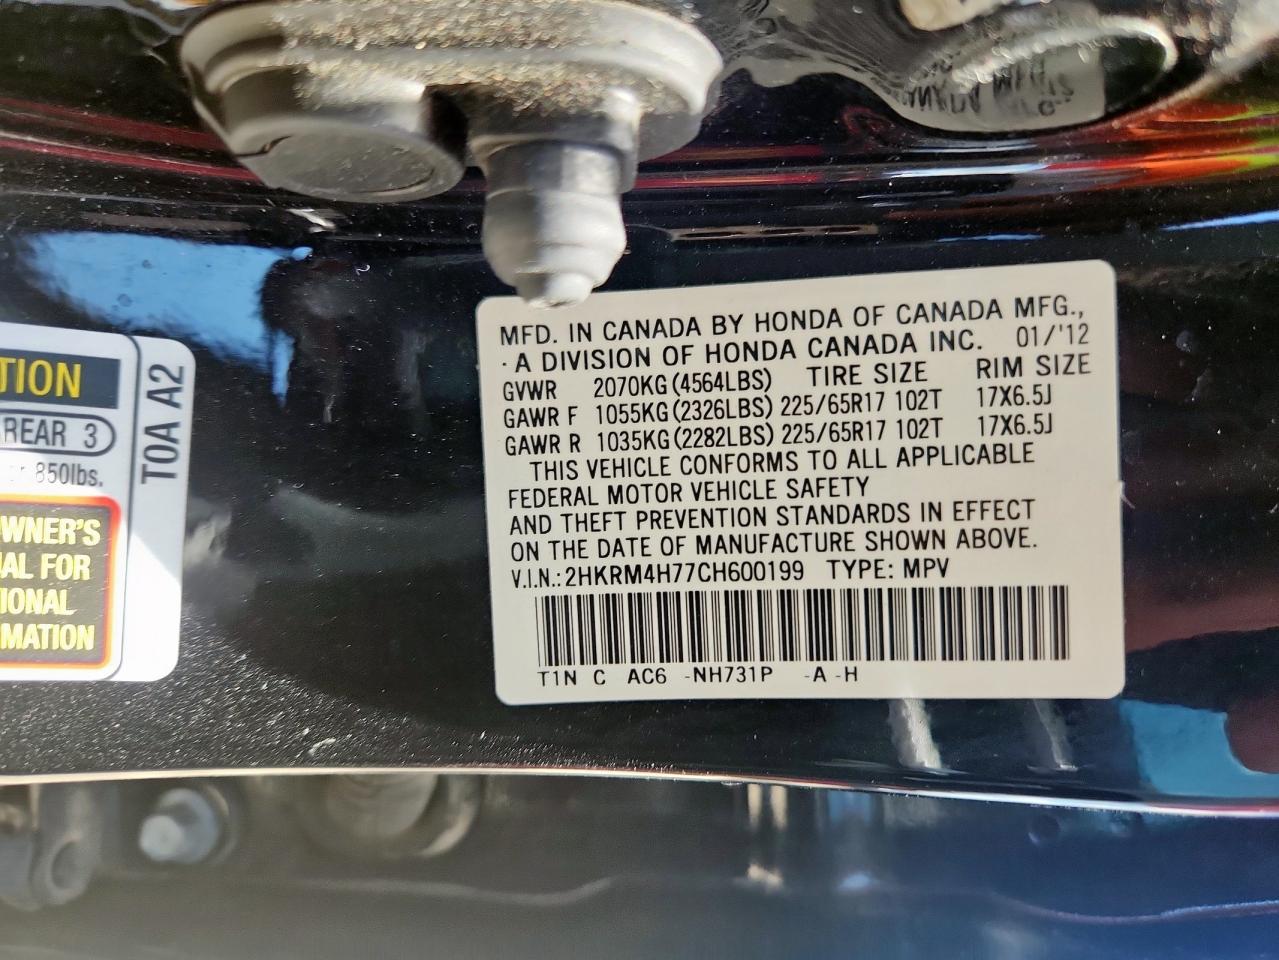 MFD. IN CANADA BY HONDA OF CANADA MFG.,
· A DIVISION OF HONDA CANADA INC. 01/'12
GVWR 2070KG (4564LBS) TIRE SIZE RIM SIZE
GAWR F 1055KG (2326LBS) 225/65R17 102T 17X6.5J
GAWR R 1035KG (2282LBS) 225/65R17 102T 17X6.5J
THIS VEHICLE CONFORMS TO ALL APPLICABLE
FEDERAL MOTOR VEHICLE SAFETY
AND THEFT PREVENTION STANDARDS IN EFFECT
ON THE DATE OF MANUFACTURE SHOWN ABOVE.
V.I.N.: 2HKRM4H77CH600199 TYPE: MPV
T1N C AC6 -NH731P -A -H
TION
REAR 3
850lbs.
WNER'S
AL FOR
IONAL
MATION
T0A A2